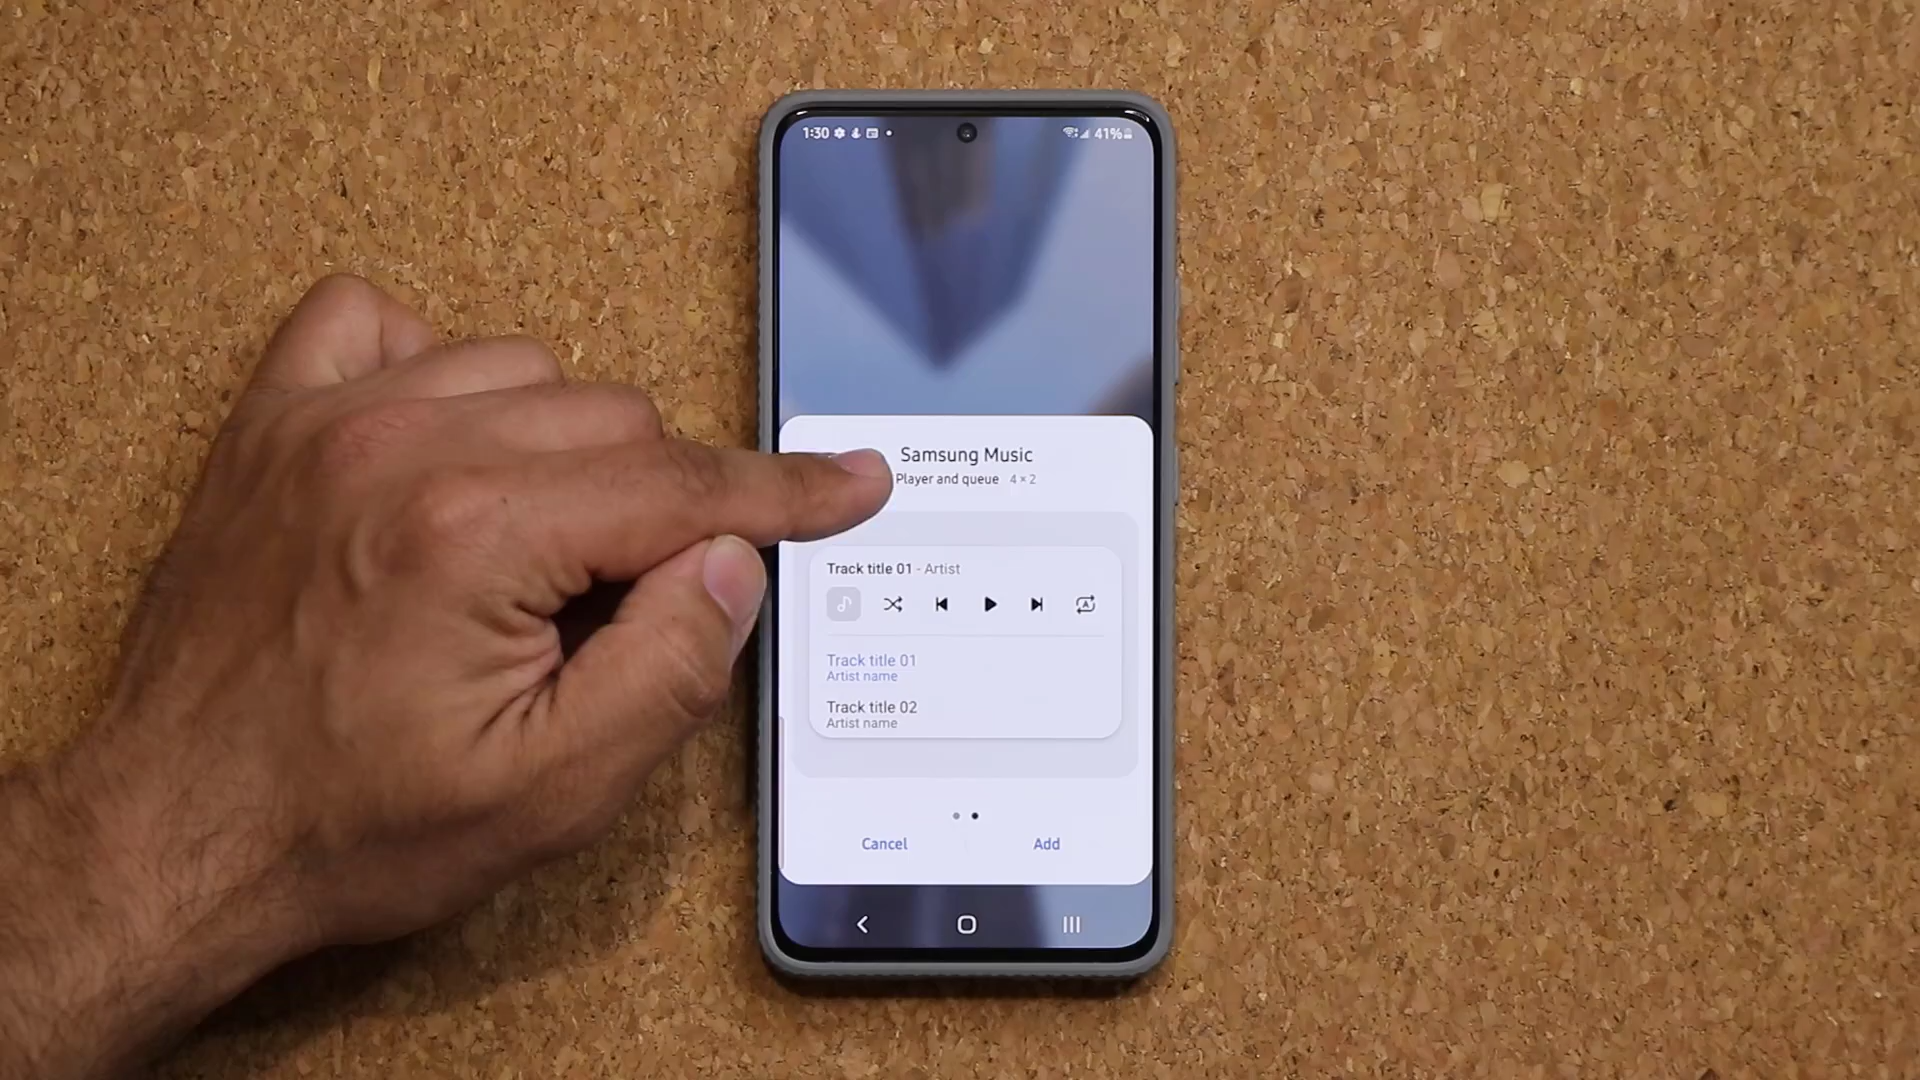 1:30
41%
Samsung Music
Player and queue 4 × 2
Track title 01 - Artist
Track title 01
Artist name
Track title 02
Artist name
Cancel
Add